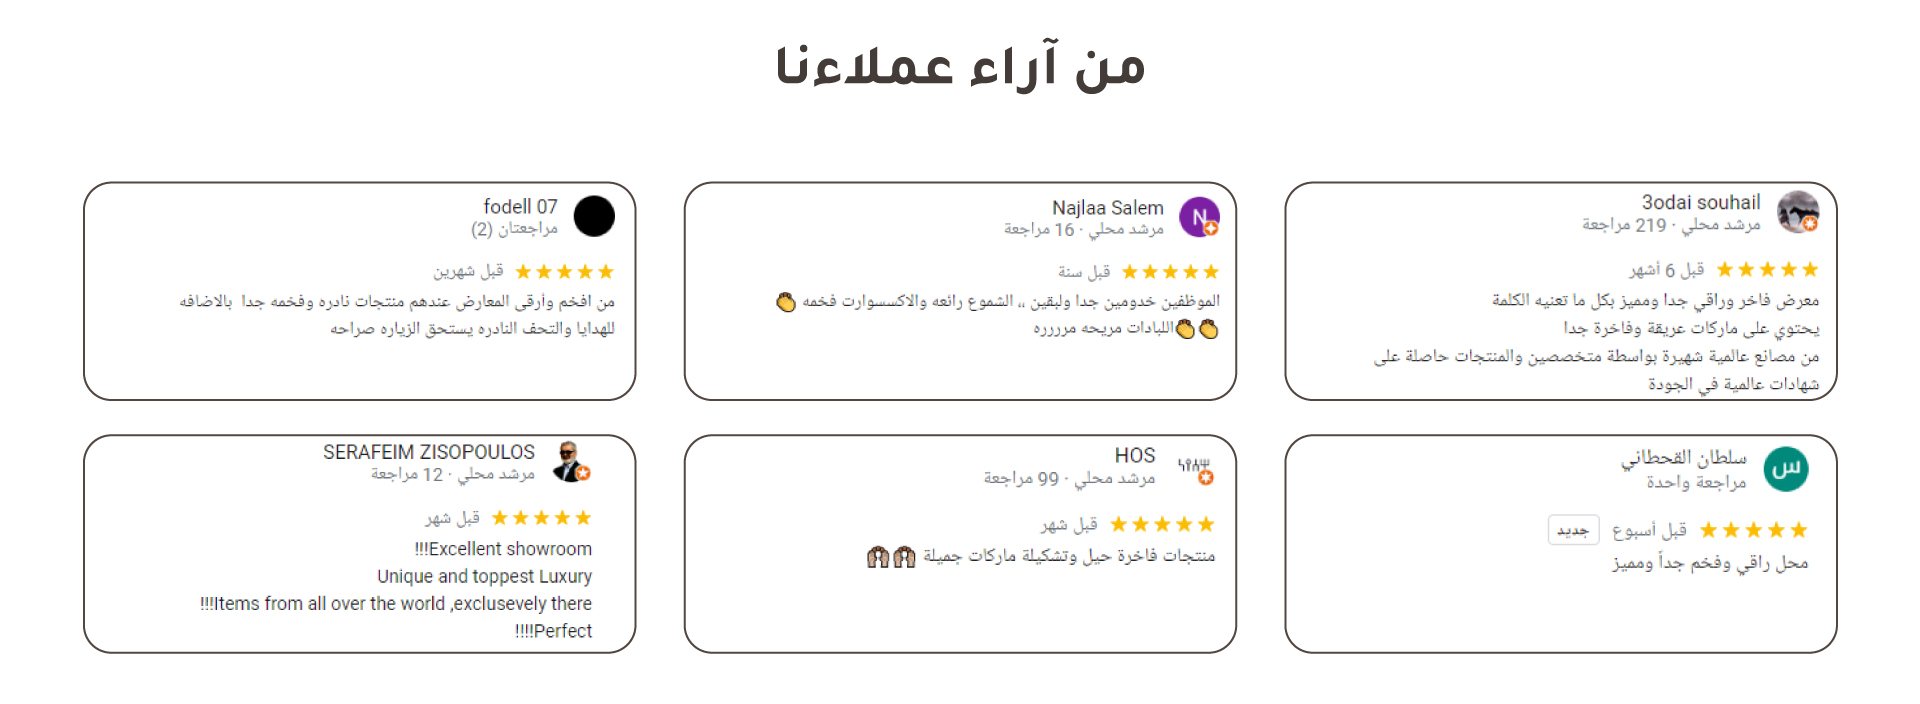 من آراء عملاءنا
3odai souhail
مرشد محلي · 219 مراجعة
قبل 6 أشهر
معرض فاخر وراقي جدا ومميز بكل ما تعنيه الكلمة
يحتوي على ماركات عريقة وفاخرة جدا
من مصانع عالمية شهيرة بواسطة متخصصين والمنتجات حاصلة على
شهادات عالمية في الجودة
N
Najlaa Salem
مرشد محلي · 16 مراجعة
قبل سنة
الموظفين خدومين جدا ولبقين ,, الشموع رائعه والاكسسوارت فخمه 👏
👏👏اللبادات مريحه مررررره
fodell 07
مراجعتان (2)
قبل شهرين
من افخم وأرقى المعارض عندهم منتجات نادره وفخمه جدا بالاضافه
للهدايا والتحف النادره يستحق الزياره صراحه
س
سلطان القحطاني
مراجعة واحدة
قبل أسبوع جديد
محل راقي وفخم جداً ومميز
HOS
مرشد محلي · 99 مراجعة
قبل شهر
منتجات فاخرة حيل وتشكيلة ماركات جميلة 🙌🙌
SERAFEIM ZISOPOULOS
مرشد محلي · 12 مراجعة
قبل شهر
!!!Excellent showroom
Unique and toppest Luxury
!!!Items from all over the world ,exclusevely there
!!!!Perfect